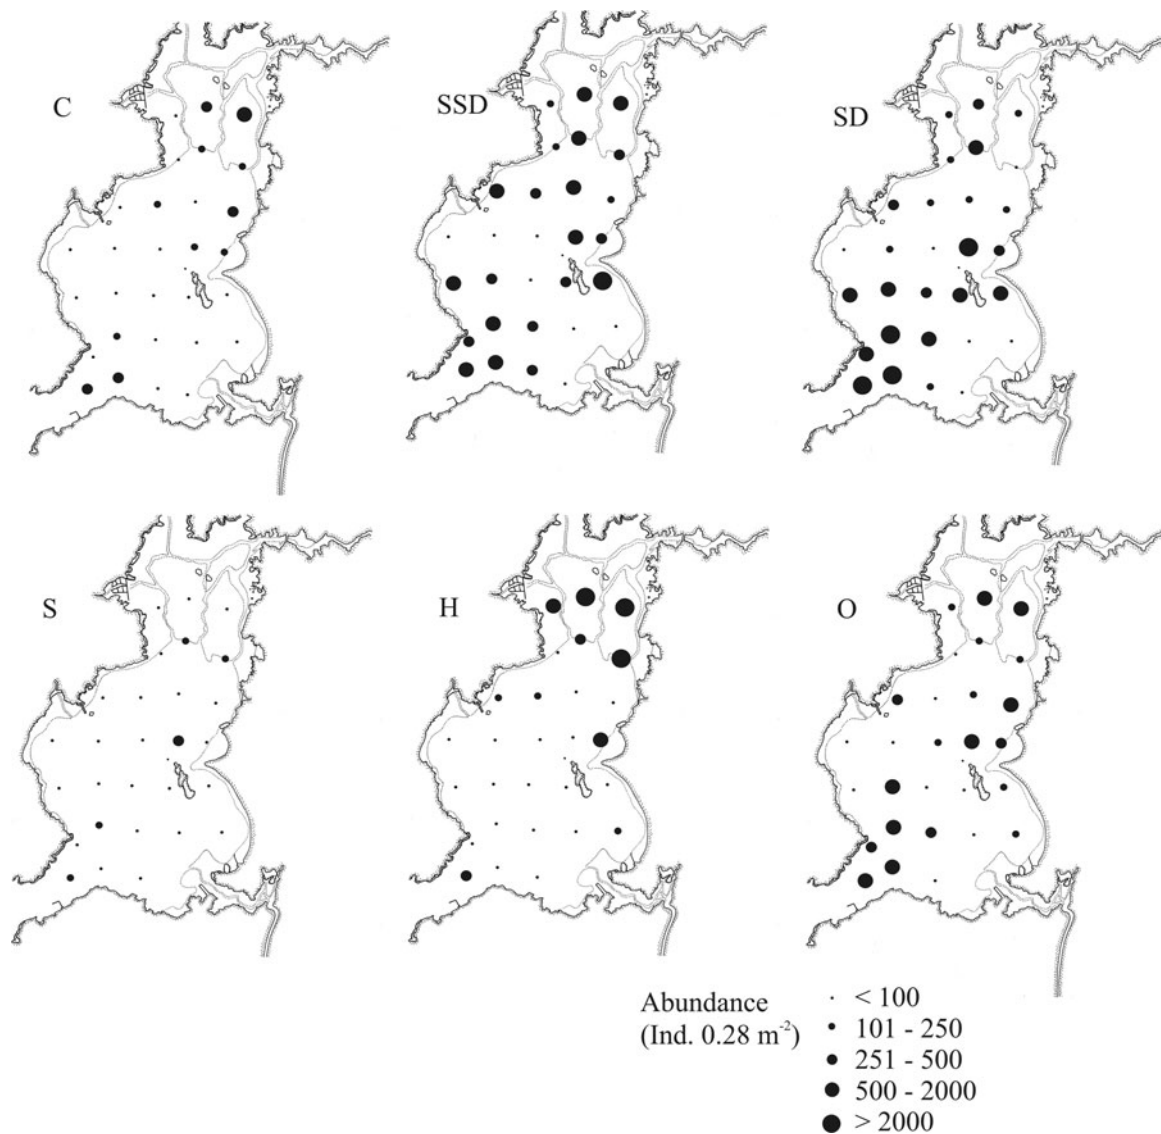 C
SSD
SD
S
H
O
Abundance
(Ind. 0.28 m⁻²)
< 100
101 - 250
251 - 500
500 - 2000
> 2000